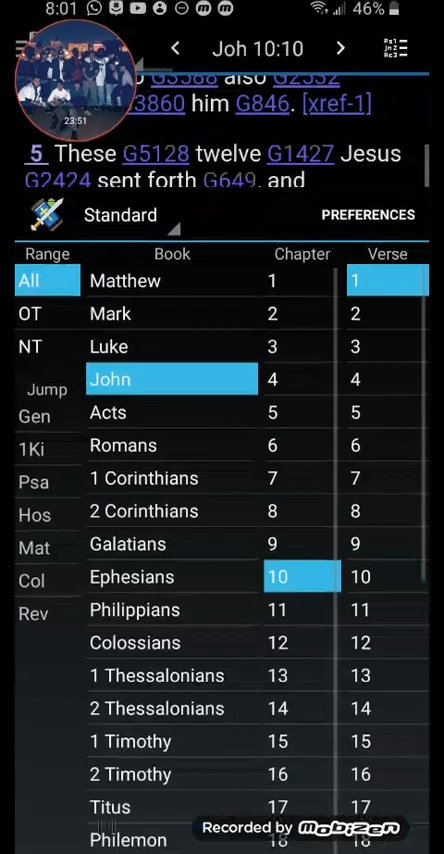 8:01 46%
Joh 10:10
23:51
G3588 also G2532
3860 him G846. [xref-1]
5 These G5128 twelve G1427 Jesus
G2424 sent forth G649, and
Standard PREFERENCES
Range Book Chapter Verse
All Matthew 1 1
OT Mark 2 2
NT Luke 3 3
Jump John 4 4
Gen Acts 5 5
1Ki Romans 6 6
Psa 1 Corinthians 7 7
Hos 2 Corinthians 8 8
Mat Galatians 9 9
Col Ephesians 10 10
Rev Philippians 11 11
Colossians 12 12
1 Thessalonians 13 13
2 Thessalonians 14 14
1 Timothy 15 15
2 Timothy 16 16
Titus 17 17
Philemon 18 18
Recorded by Mobizen